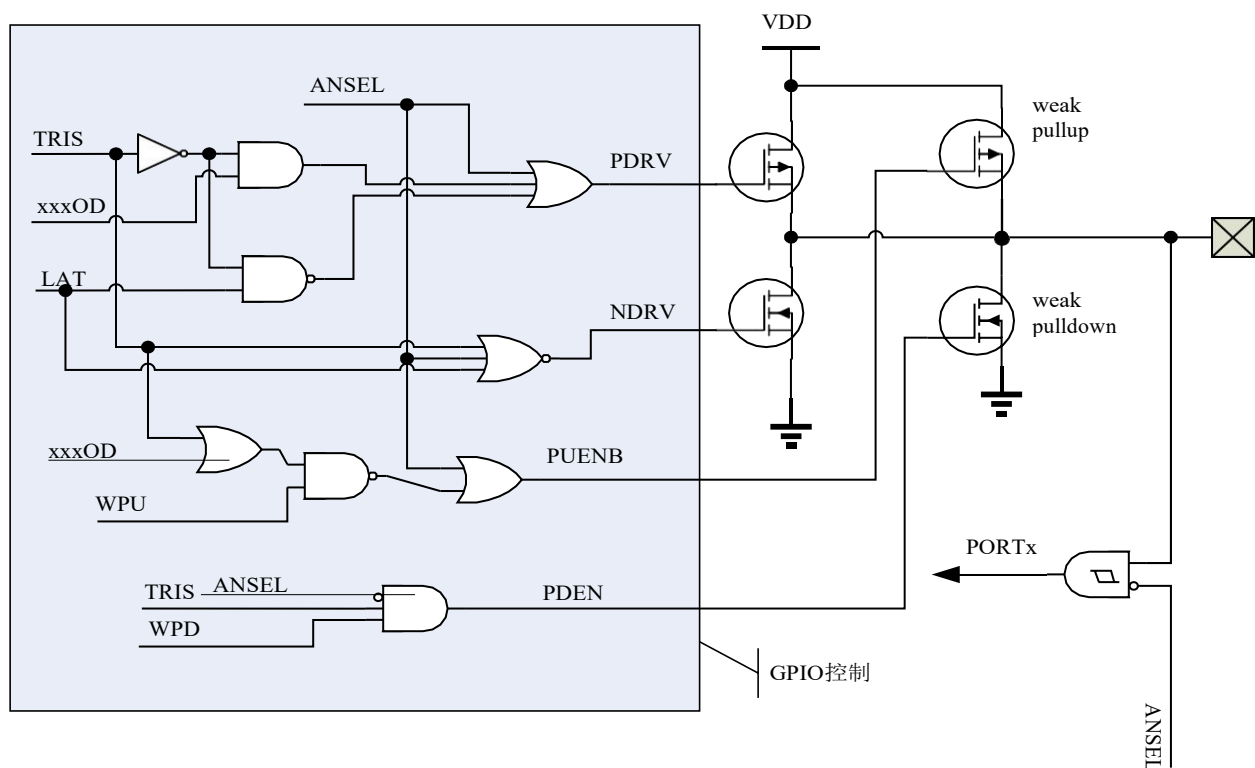 VDD
ANSEL
weak
pullup
TRIS
PDRV
xxxOD
LAT
NDRV
weak
pulldown
xxxOD
PUENB
WPU
PORTx
TRIS
ANSEL
PDEN
WPD
GPIO控制
ANSEL